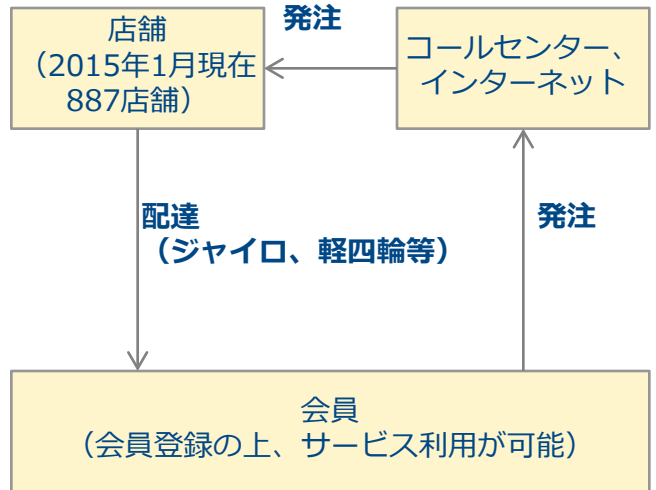 店舗
（2015年1月現在
887店舗）
発注
コールセンター、
インターネット
配達
（ジャイロ、軽四輪等）
発注
会員
（会員登録の上、サービス利用が可能）